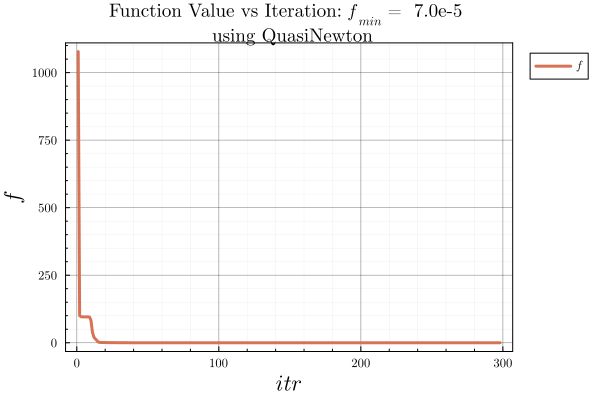 Function Value vs Iteration: f_min = 7.0e-5
using QuasiNewton
f
1000
750
500
250
0
f
0
100
200
300
itr